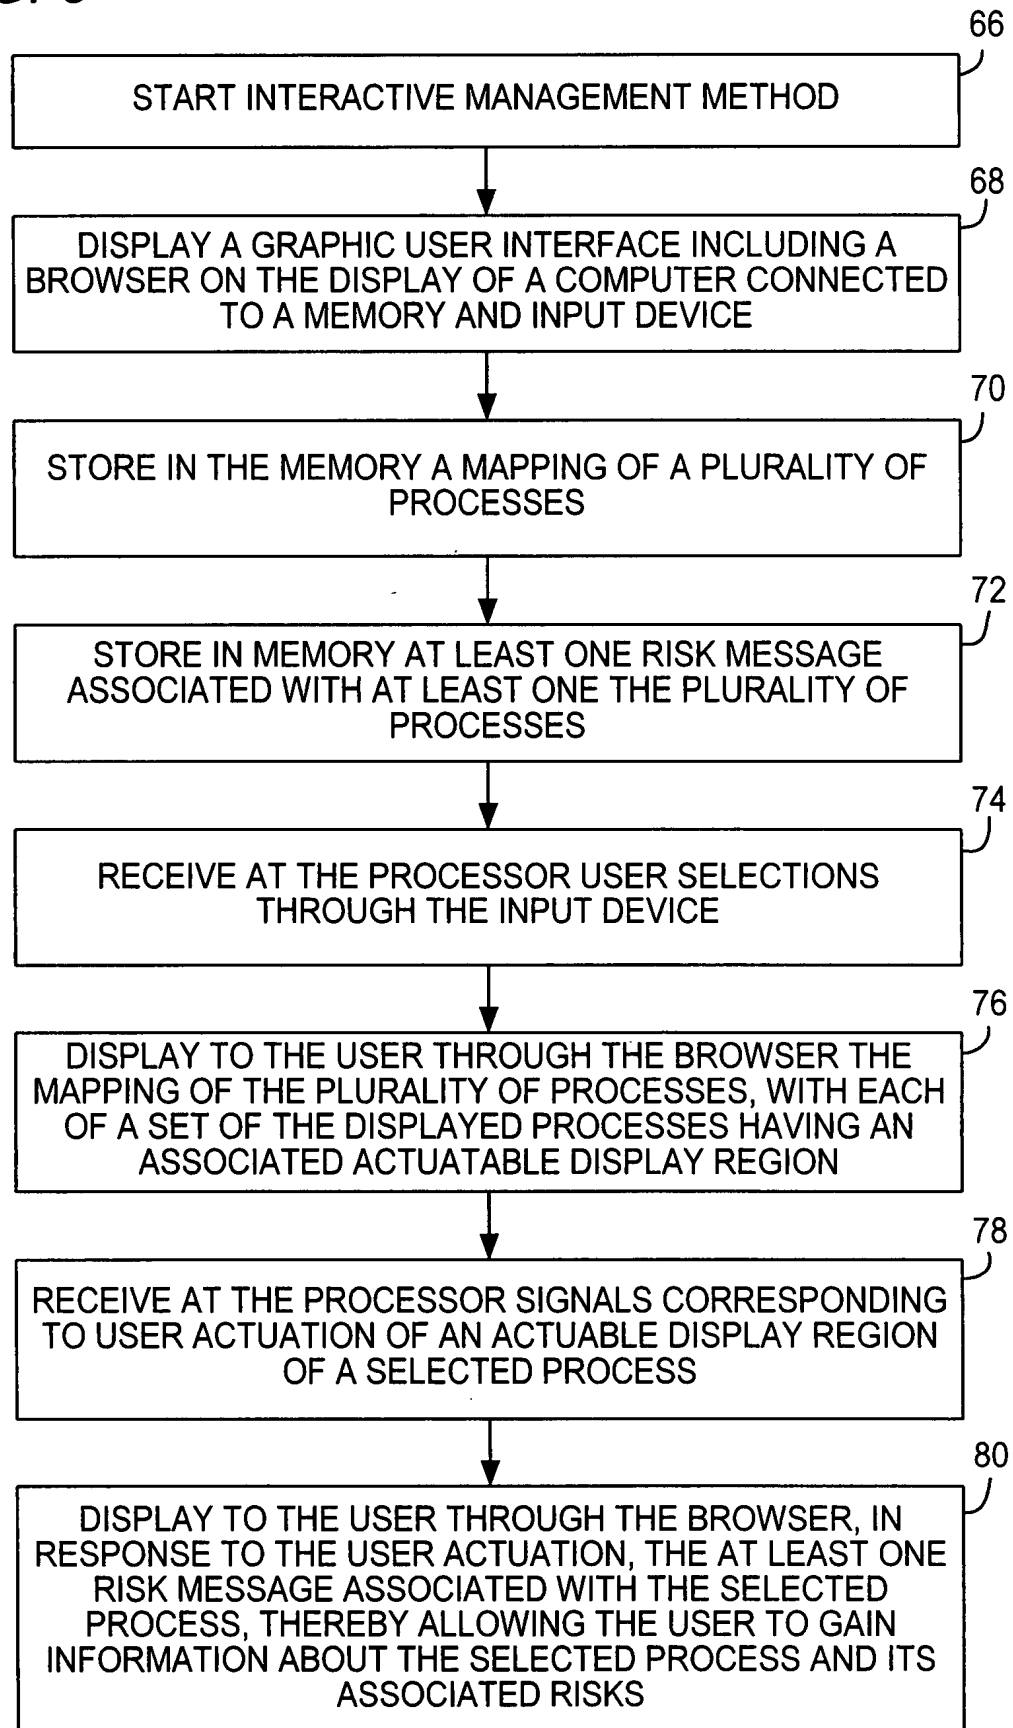 66
START INTERACTIVE MANAGEMENT METHOD
68
DISPLAY A GRAPHIC USER INTERFACE INCLUDING A
BROWSER ON THE DISPLAY OF A COMPUTER CONNECTED
TO A MEMORY AND INPUT DEVICE
70
STORE IN THE MEMORY A MAPPING OF A PLURALITY OF
PROCESSES
72
STORE IN MEMORY AT LEAST ONE RISK MESSAGE
ASSOCIATED WITH AT LEAST ONE THE PLURALITY OF
PROCESSES
74
RECEIVE AT THE PROCESSOR USER SELECTIONS
THROUGH THE INPUT DEVICE
76
DISPLAY TO THE USER THROUGH THE BROWSER THE
MAPPING OF THE PLURALITY OF PROCESSES, WITH EACH
OF A SET OF THE DISPLAYED PROCESSES HAVING AN
ASSOCIATED ACTUATABLE DISPLAY REGION
78
RECEIVE AT THE PROCESSOR SIGNALS CORRESPONDING
TO USER ACTUATION OF AN ACTUABLE DISPLAY REGION
OF A SELECTED PROCESS
80
DISPLAY TO THE USER THROUGH THE BROWSER, IN
RESPONSE TO THE USER ACTUATION, THE AT LEAST ONE
RISK MESSAGE ASSOCIATED WITH THE SELECTED
PROCESS, THEREBY ALLOWING THE USER TO GAIN
INFORMATION ABOUT THE SELECTED PROCESS AND ITS
ASSOCIATED RISKS